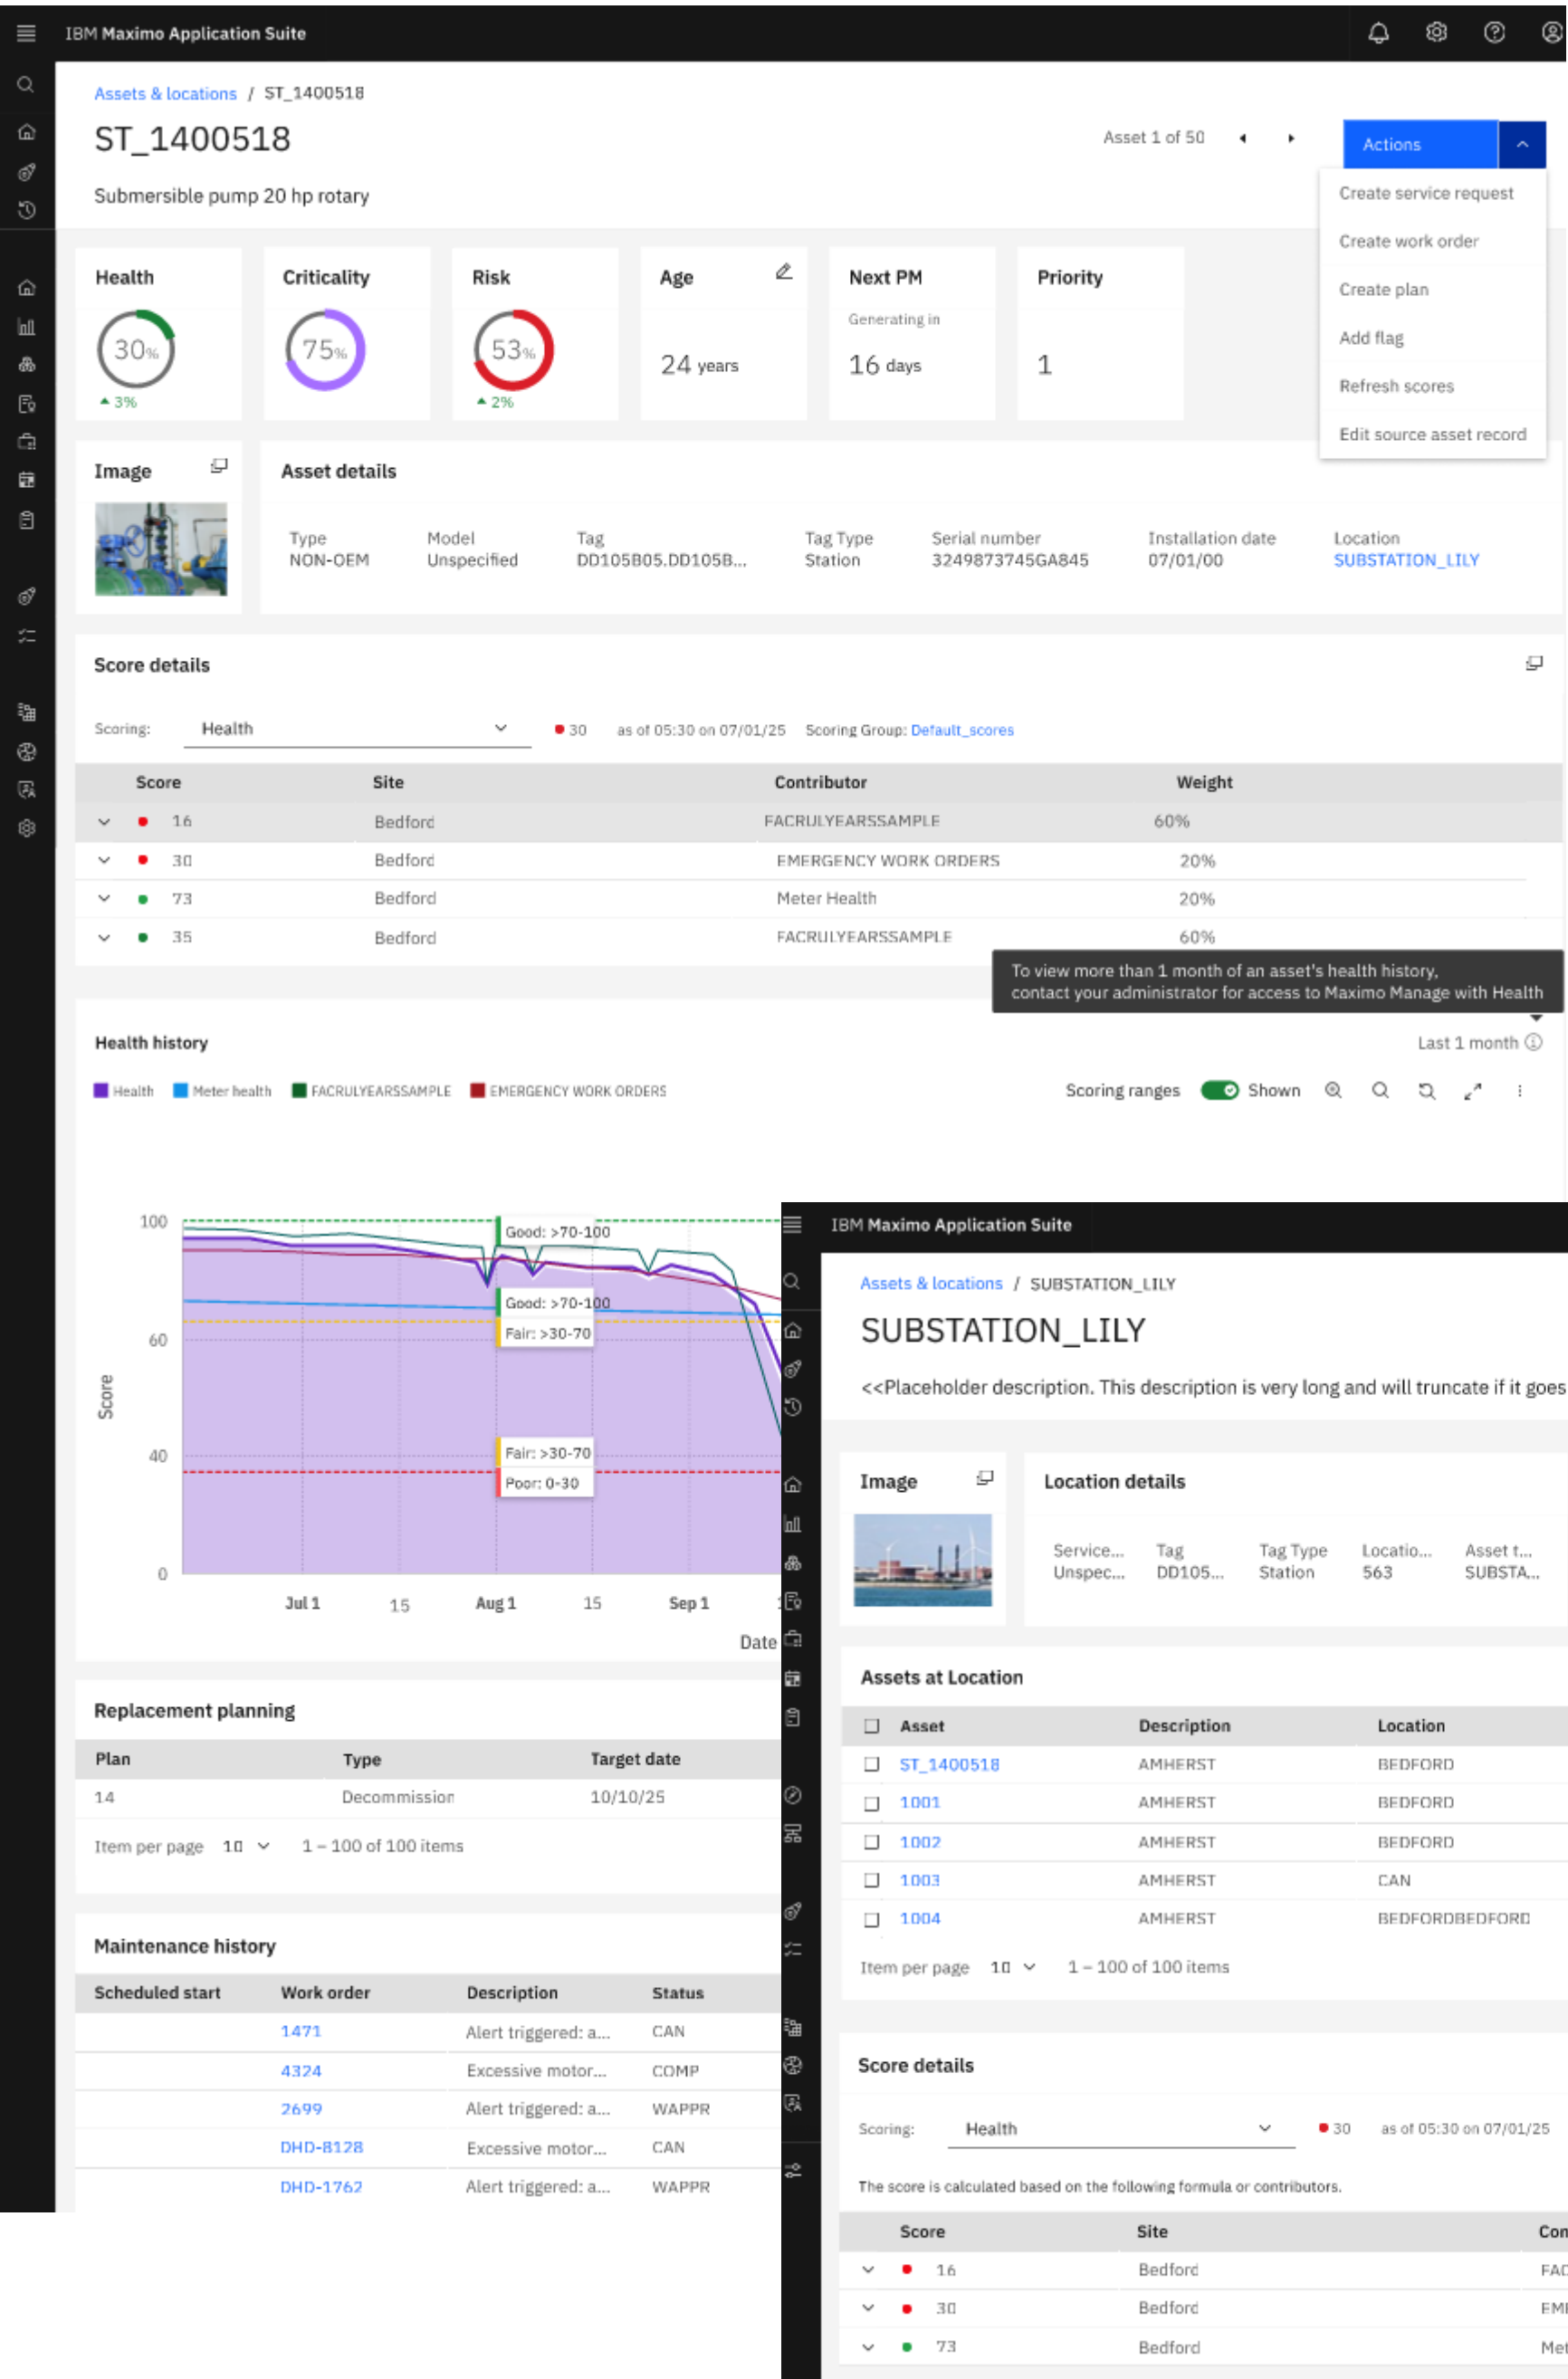 IBM Maximo Application Suite
Assets & locations / ST_1400518
ST_1400518
Asset 1 of 50
Actions
Submersible pump 20 hp rotary
Create service request
Create work order
Create plan
Add flag
Refresh scores
Edit source asset record
Health
30%
3%
Criticality
75%
Risk
53%
2%
Age
24 years
Next PM
Generating in
16 days
Priority
1
Image
Asset details
Type Model Tag Tag Type Serial number Installation date Location
NON-OEM Unspecified DD105B05.DD105B... Station 3249873745GA845 07/01/00 SUBSTATION_LILY
Score details
Scoring: Health 30 as of 05:30 on 07/01/25 Scoring Group: Default_scores
Score Site Contributor Weight
16 Bedford FACRULYEARSSAMPLE 60%
30 Bedford EMERGENCY WORK ORDERS 20%
73 Bedford Meter Health 20%
35 Bedford FACRULYEARSSAMPLE 60%
To view more than 1 month of an asset's health history,
contact your administrator for access to Maximo Manage with Health
Health history
Last 1 month
Health Meter health FACRULYEARSSAMPLE EMERGENCY WORK ORDERS
Scoring ranges Shown
100
60
40
0
Score
Good: >70-100
Good: >70-100
Fair: >30-70
Fair: >30-70
Poor: 0-30
Jul 1 15 Aug 1 15 Sep 1
Date
Replacement planning
Plan Type Target date
14 Decommission 10/10/25
Item per page 10 1 – 100 of 100 items
Maintenance history
Scheduled start Work order Description Status
1471 Alert triggered: a... CAN
4324 Excessive motor... COMP
2699 Alert triggered: a... WAPPR
DHD-8128 Excessive motor... CAN
DHD-1762 Alert triggered: a... WAPPR
IBM Maximo Application Suite
Assets & locations / SUBSTATION_LILY
SUBSTATION_LILY
<<Placeholder description. This description is very long and will truncate if it goes
Image
Location details
Service... Tag Tag Type Locatio... Asset t...
Unspec... DD105... Station 563 SUBSTA...
Assets at Location
Asset Description Location
ST_1400518 AMHERST BEDFORD
1001 AMHERST BEDFORD
1002 AMHERST BEDFORD
1003 AMHERST CAN
1004 AMHERST BEDFORDBEDFORD
Item per page 10 1 – 100 of 100 items
Score details
Scoring: Health 30 as of 05:30 on 07/01/25
The score is calculated based on the following formula or contributors.
Score Site Con
16 Bedford FAC
30 Bedford EME
73 Bedford Met